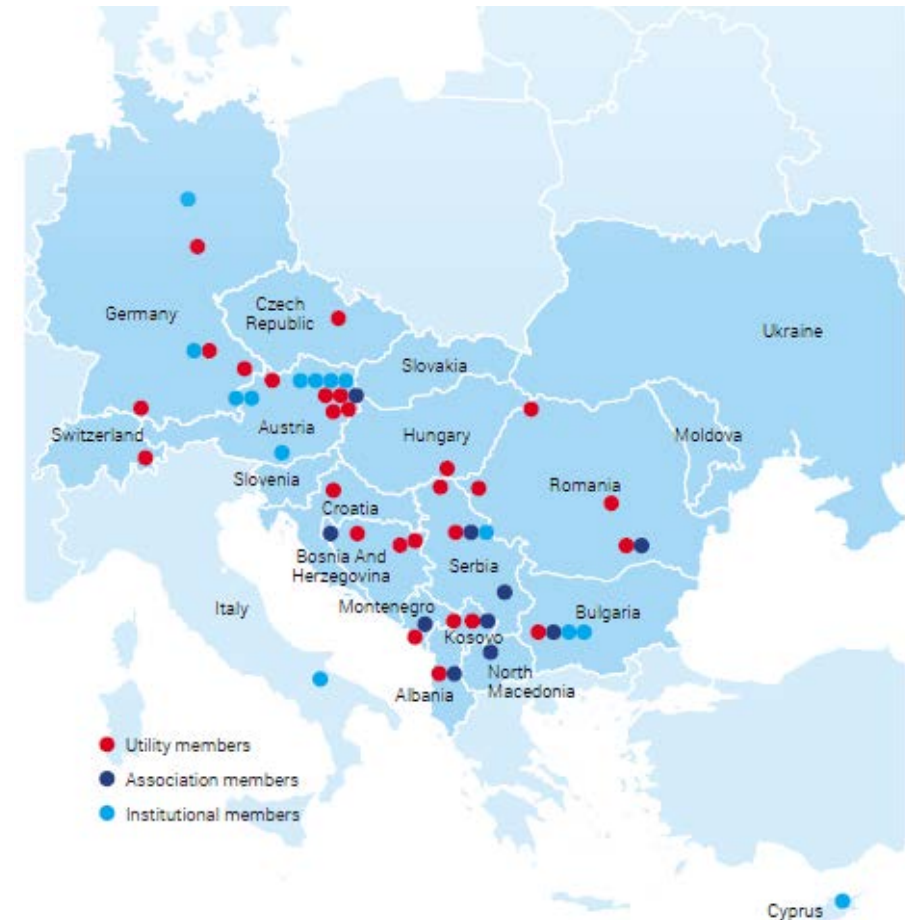 Germany
Czech
Republic
Ukraine
Slovakia
Switzerland
Austria
Hungary
Moldova
Slovenia
Croatia
Romania
Bosnia And
Herzegovina
Serbia
Italy
Montenegro
Kosovo
Bulgaria
Albania
North
Macedonia
Utility members
Association members
Institutional members
Cyprus